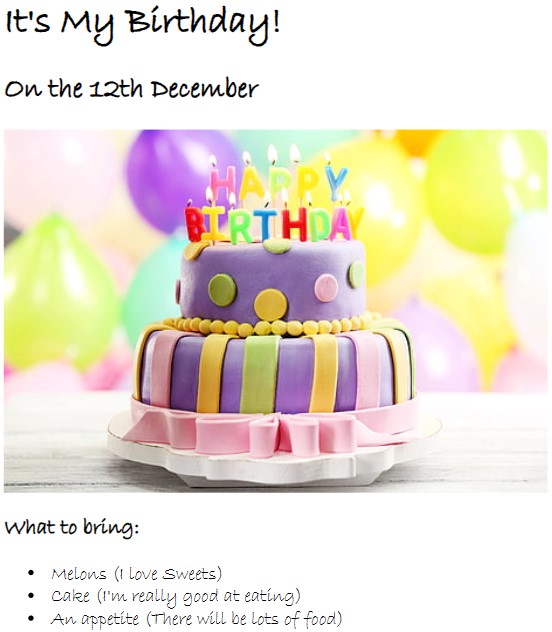 It's My Birthday!
On the 12th December
HAPPY
BIRTHDAY
What to bring:
• Melons (I love Sweets)
• Cake (I'm really good at eating)
• An appetite (There will be lots of food)